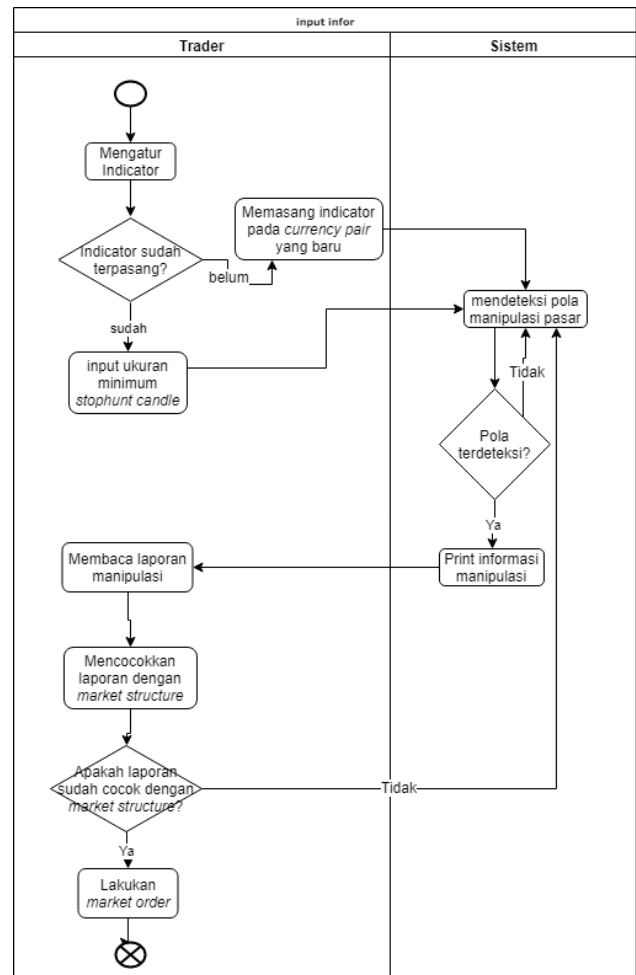 input infor
Trader
Sistem
Mengatur
Indicator
Indicator sudah
terpasang?
belum
Memasang indicator
pada currency pair
yang baru
sudah
input ukuran
minimum
stophunt candle
mendeteksi pola
manipulasi pasar
Tidak
Pola
terdeteksi?
Ya
Print informasi
manipulasi
Membaca laporan
manipulasi
Mencocokkan
laporan dengan
market structure
Apakah laporan
sudah cocok dengan
market structure?
Tidak
Ya
Lakukan
market order